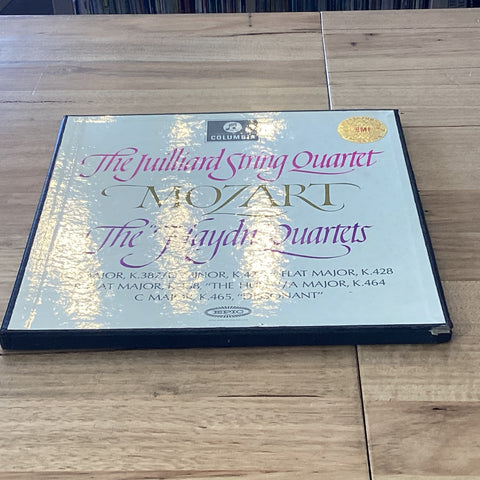 COLUMBIA
EMI
The Juilliard String Quartet
MOZART
The "Haydn" Quartets
MAJOR, K.387/ MINOR, K.4 FLAT MAJOR, K.428
FLAT MAJOR, "THE HU /A MAJOR, K.464
C MAJOR, K.465, "DISSONANT"
EPIC